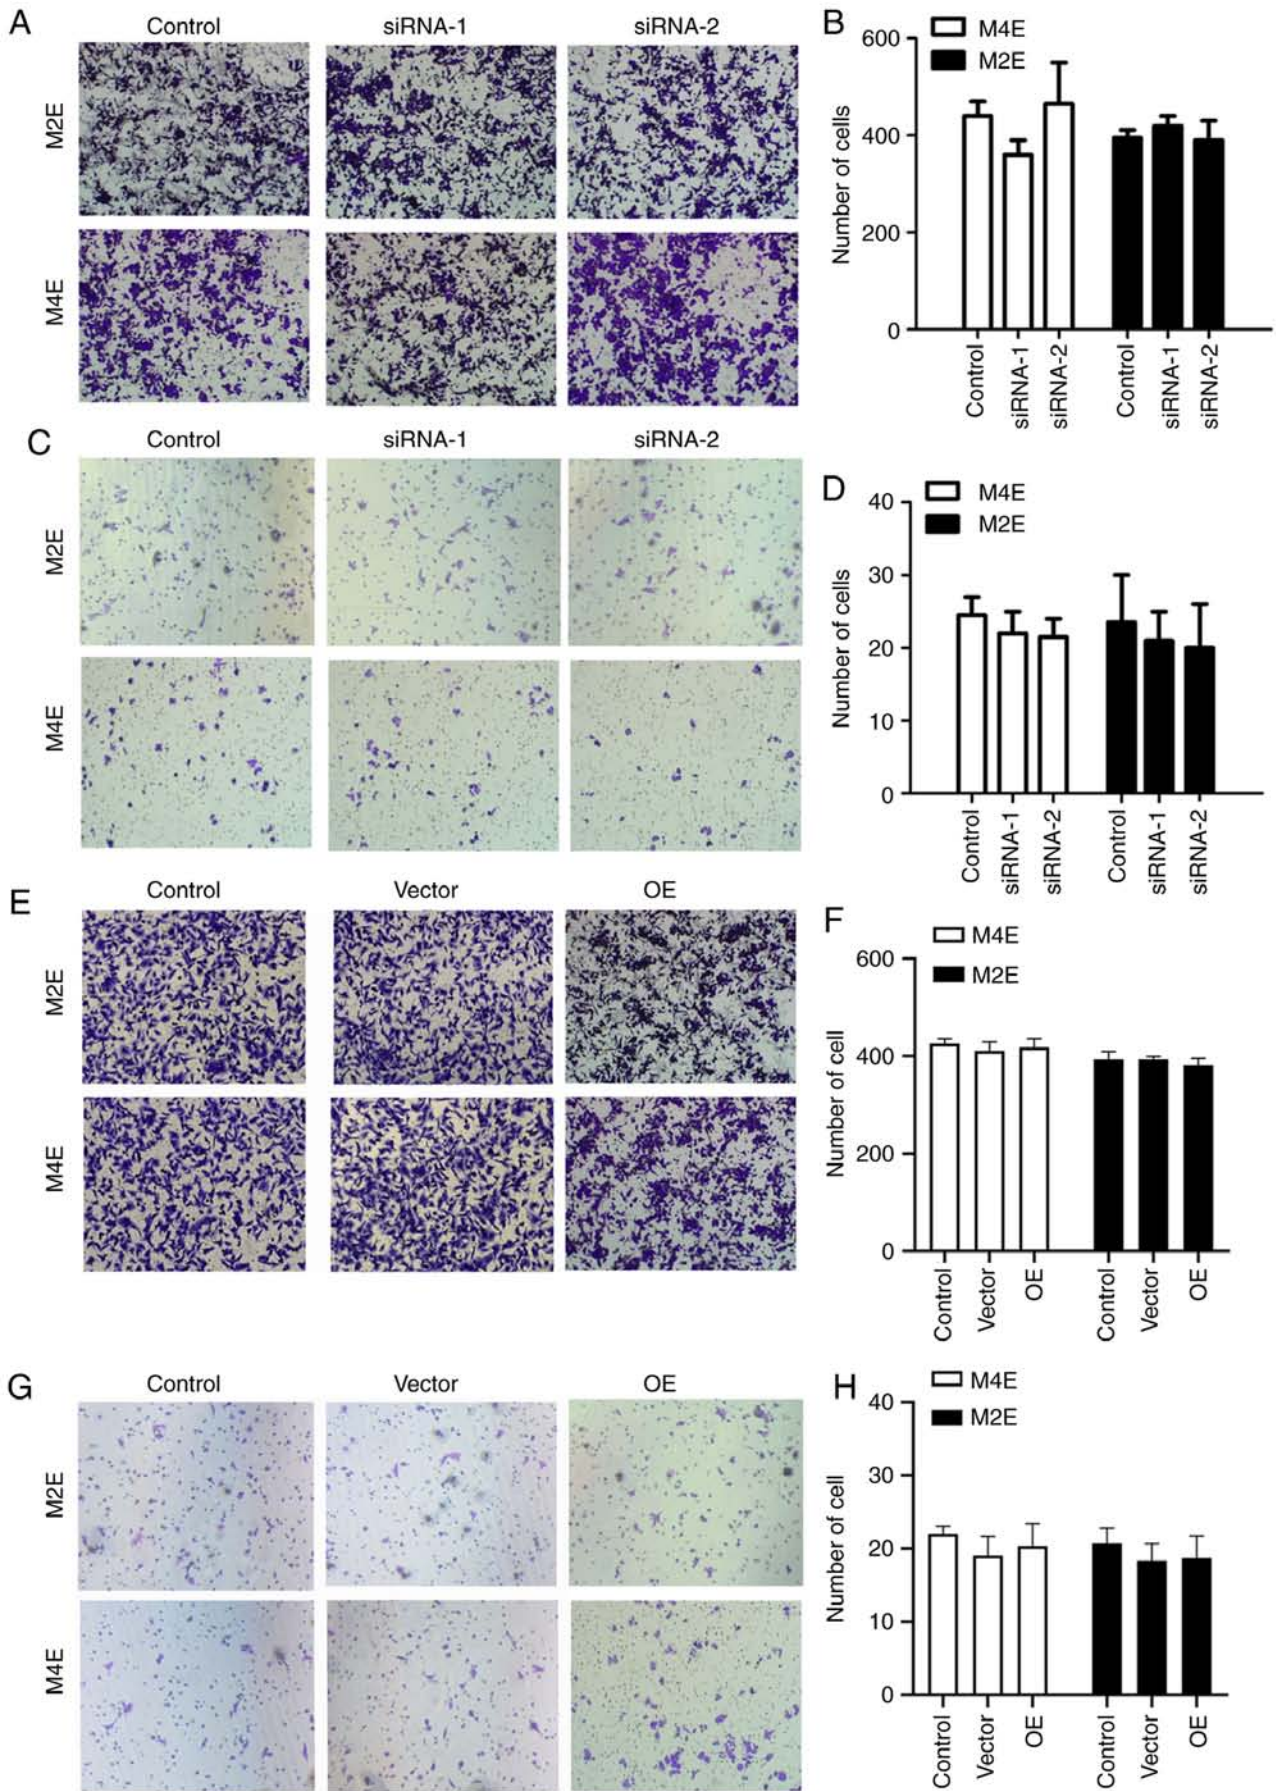 A
Control
siRNA-1
siRNA-2
M2E
M4E
B
M4E
M2E
Number of cells
600
400
200
0
Control
siRNA-1
siRNA-2
Control
siRNA-1
siRNA-2
C
Control
siRNA-1
siRNA-2
M2E
M4E
D
M4E
M2E
Number of cells
40
30
20
10
0
Control
siRNA-1
siRNA-2
Control
siRNA-1
siRNA-2
E
Control
Vector
OE
M2E
M4E
F
M4E
M2E
Number of cell
600
400
200
0
Control
Vector
OE
Control
Vector
OE
G
Control
Vector
OE
M2E
M4E
H
M4E
M2E
Number of cell
40
30
20
10
0
Control
Vector
OE
Control
Vector
OE